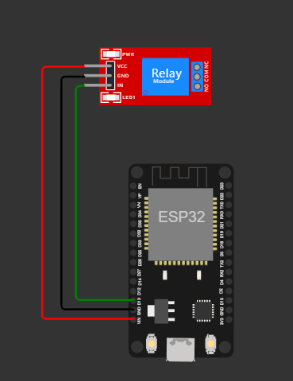 PWR
VCC
GND
IN
LED1
Relay
Module
NO COM NC
ESP32
EN
VP
VN
D34
D35
D32
D33
D25
D26
D27
D14
D12
D13
GND
VIN
D23
D22
TX0
RX0
D21
D19
D18
D5
TX2
RX2
D4
D2
D15
GND
3V3